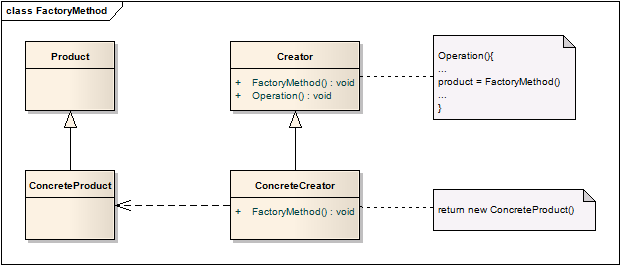 class FactoryMethod
Product
Creator
+ FactoryMethod() : void
+ Operation() : void
Operation(){
...
product = FactoryMethod()
...
}
ConcreteProduct
ConcreteCreator
+ FactoryMethod() : void
return new ConcreteProduct()